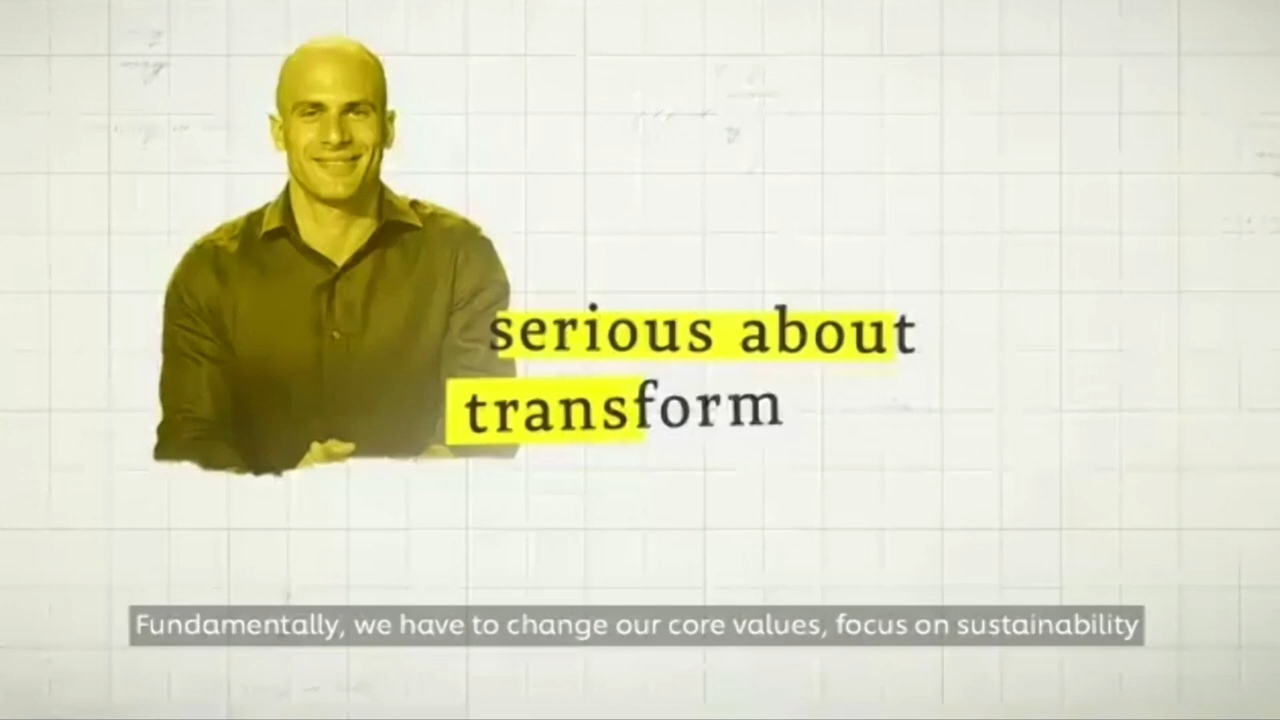 serious about
transform
Fundamentally, we have to change our core values, focus on sustainability